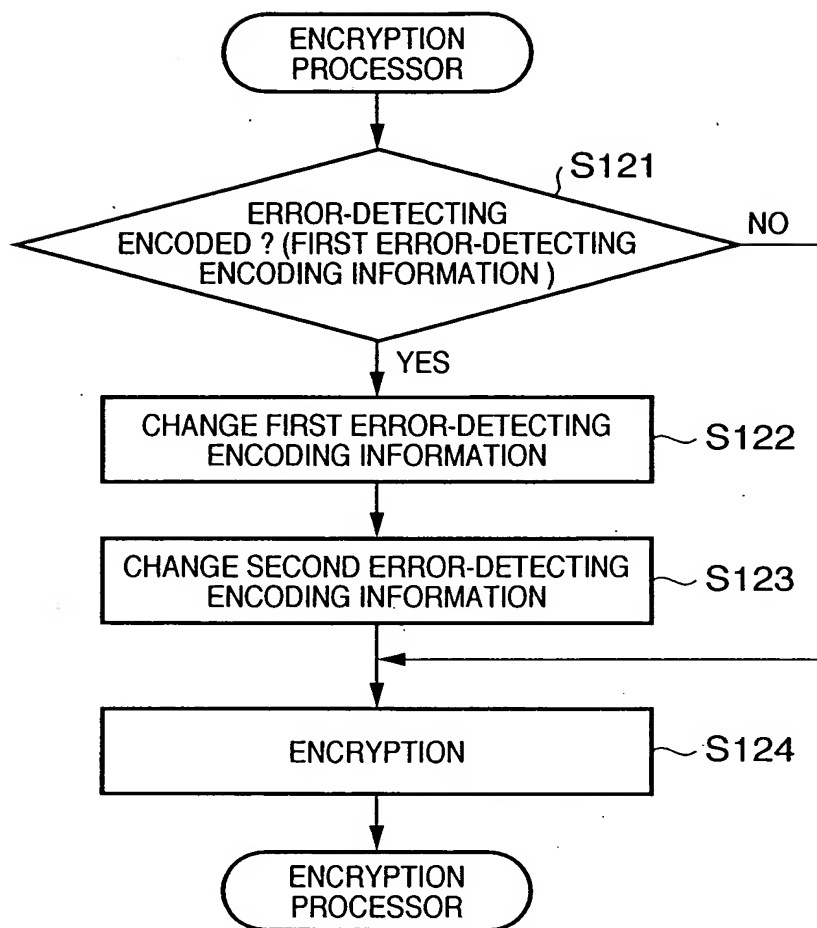 ENCRYPTION
PROCESSOR
S121
ERROR-DETECTING
ENCODED ? (FIRST ERROR-DETECTING
ENCODING INFORMATION )
NO
YES
CHANGE FIRST ERROR-DETECTING
ENCODING INFORMATION
S122
CHANGE SECOND ERROR-DETECTING
ENCODING INFORMATION
S123
ENCRYPTION
S124
ENCRYPTION
PROCESSOR